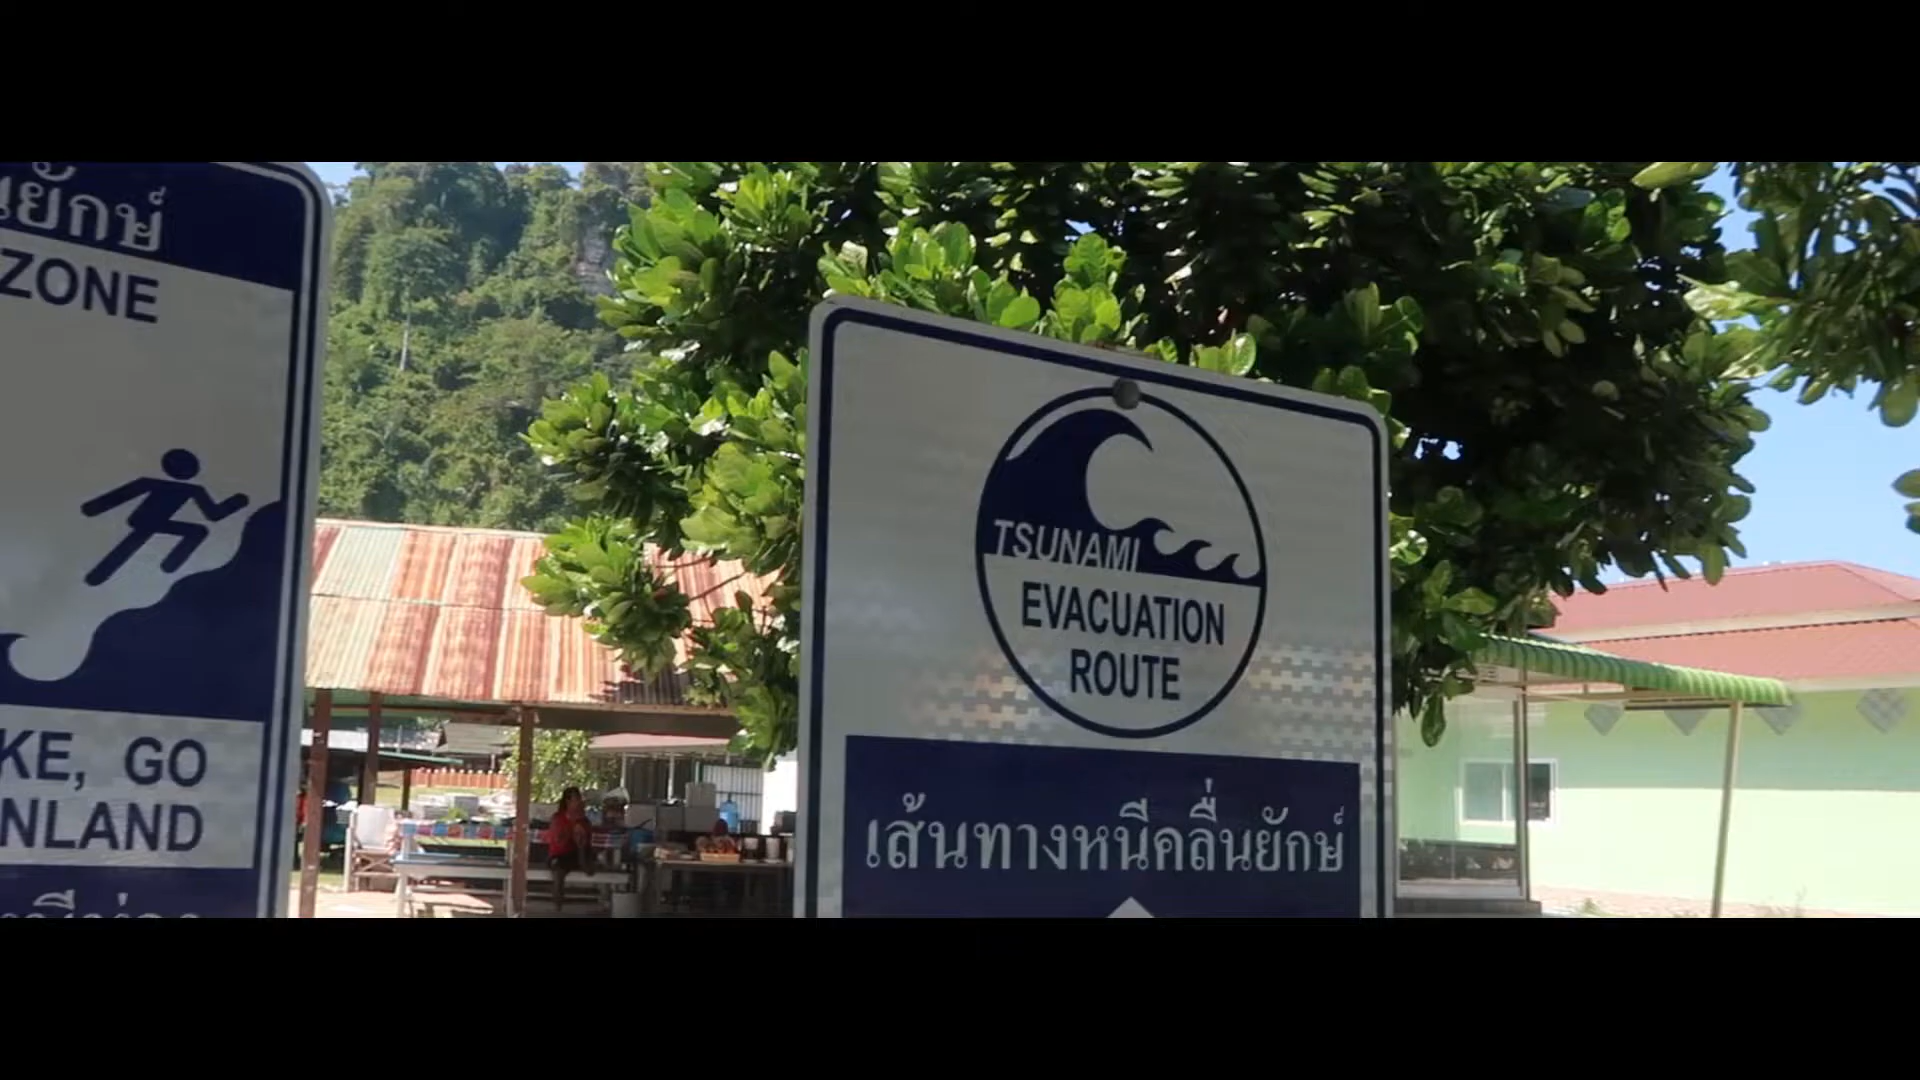 นยักษ์
ZONE
KE, GO
NLAND
TSUNAMI
EVACUATION
ROUTE
เส้นทางหนีคลื่นยักษ์